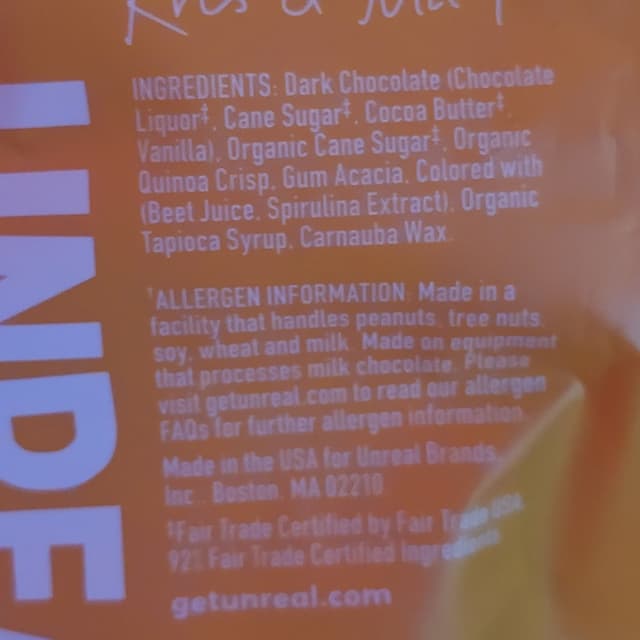 INGREDIENTS: Dark Chocolate (Chocolate
Liquor‡, Cane Sugar‡, Cocoa Butter‡,
Vanilla), Organic Cane Sugar‡, Organic
Quinoa Crisp, Gum Acacia, Colored with
(Beet Juice, Spirulina Extract), Organic
Tapioca Syrup, Carnauba Wax.
†ALLERGEN INFORMATION: Made in a
facility that handles peanuts, tree nuts,
soy, wheat and milk. Made on equipment
that processes milk chocolate. Please
visit getunreal.com to read our allergen
FAQs for further allergen information.
Made in the USA for Unreal Brands,
Inc., Boston, MA 02210
‡Fair Trade Certified by Fair Trade USA
92% Fair Trade Certified Ingredients
getunreal.com